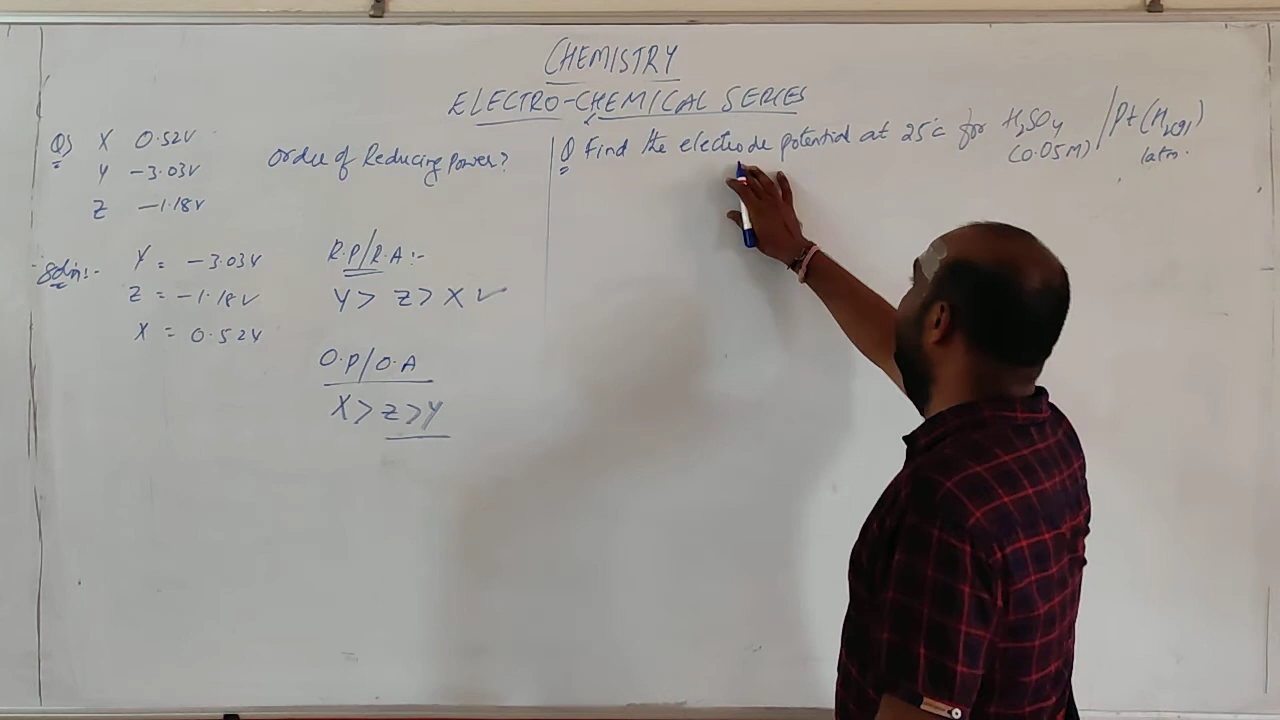 CHEMISTRY
ELECTRO-CHEMICAL SERIES
Q) X 0.52V
Y -3.03V
Z -1.18V
Order of Reducing Power?
Soln:-
Y = -3.03V
Z = -1.18V
X = 0.52V
R.P/R.A:-
Y > Z > X ✓
O.P/O.A
X > Z > Y
Q Find the electrode potential at 25°C for H2SO4 / Pt (H2(g))
(0.05M) 1atm.